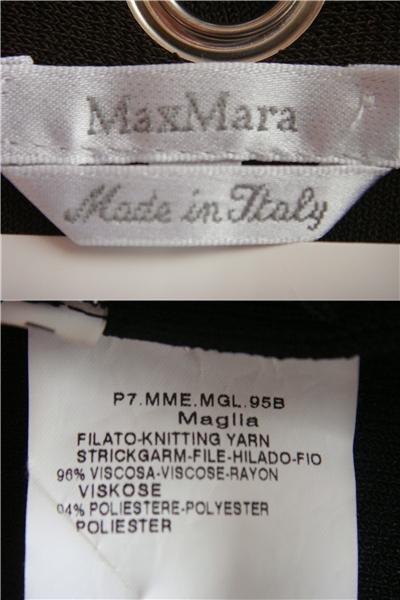 MaxMara
Made in Italy
P7.MME.MGL.95B
Maglia
FILATO-KNITTING YARN
STRICKGARM-FILE-HILADO-FIO
96% VISCOSA-VISCOSE-RAYON
VISKOSE
04% POLIESTERE-POLYESTER
POLIESTER